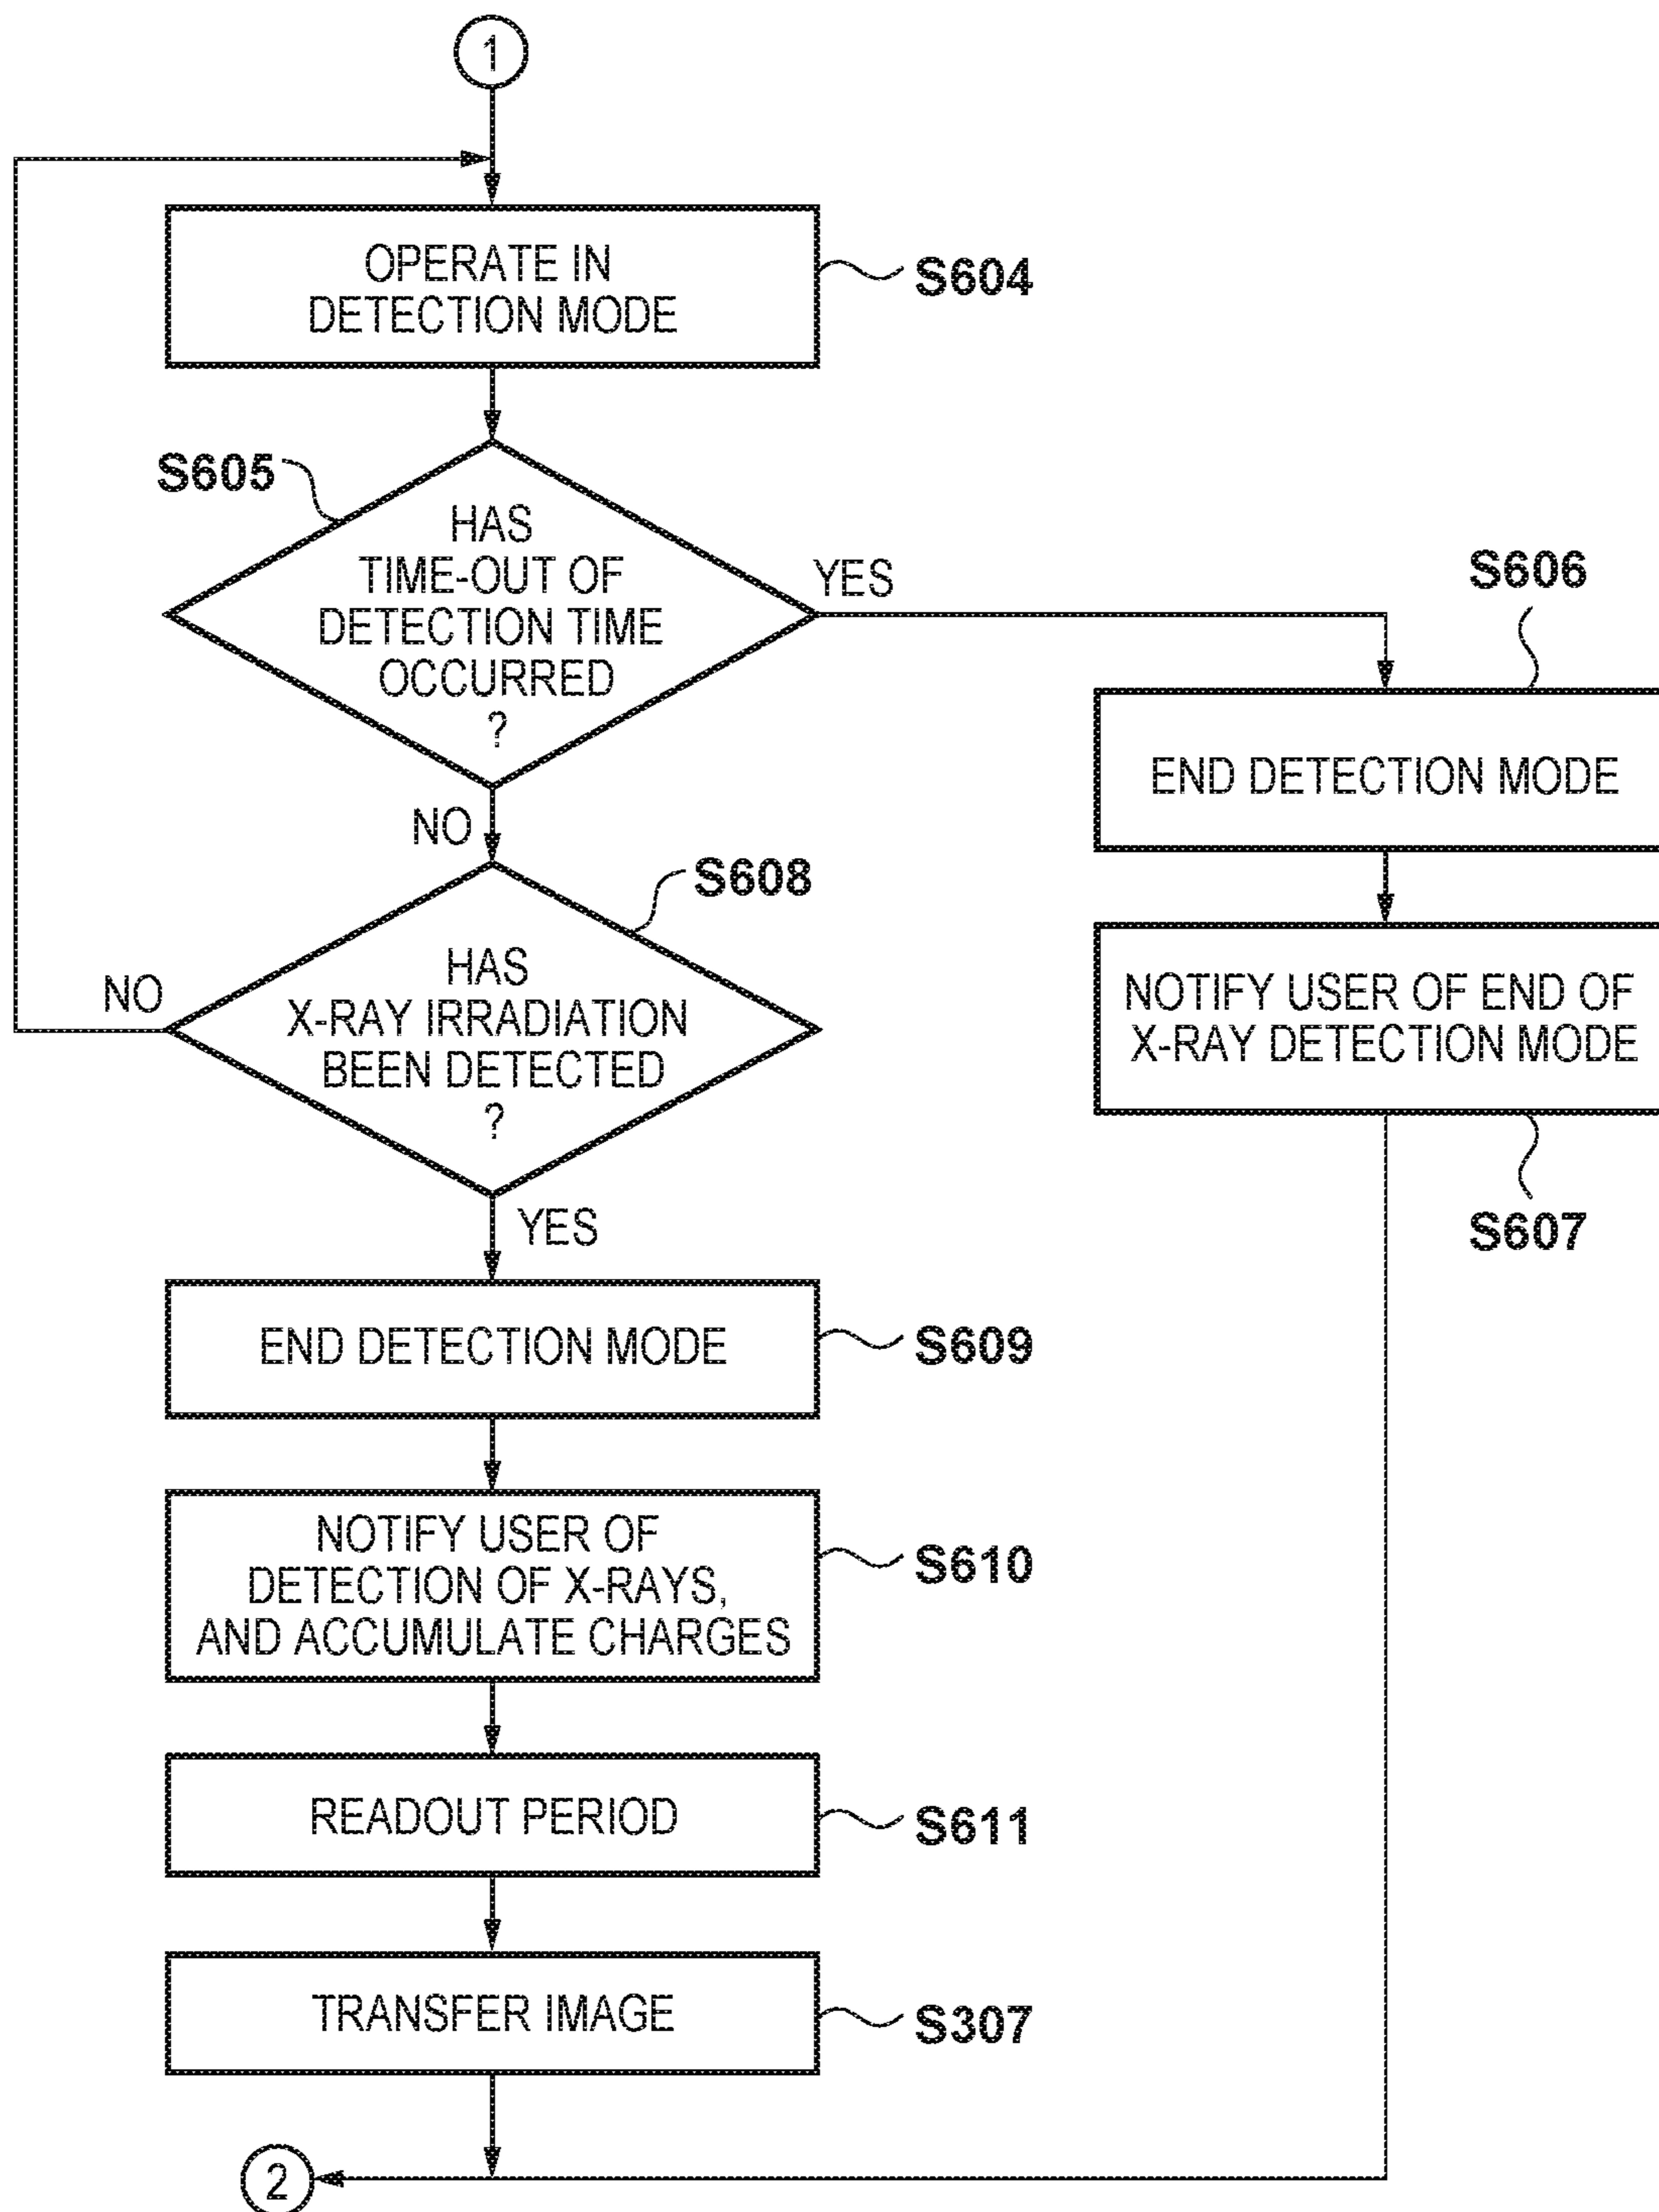 1
OPERATE IN
DETECTION MODE
S604
S605
HAS
TIME-OUT OF
DETECTION TIME
OCCURRED
?
YES
NO
S606
END DETECTION MODE
NOTIFY USER OF END OF
X-RAY DETECTION MODE
S607
S608
HAS
X-RAY IRRADIATION
BEEN DETECTED
?
NO
YES
END DETECTION MODE
S609
NOTIFY USER OF
DETECTION OF X-RAYS,
AND ACCUMULATE CHARGES
S610
READOUT PERIOD
S611
TRANSFER IMAGE
S307
2